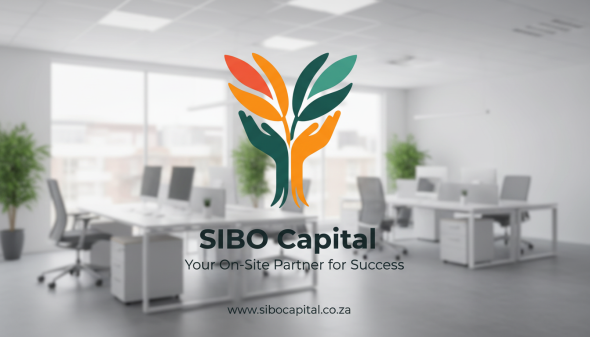 SIBO Capital
Your On-Site Partner for Success
www.sibocapital.co.za